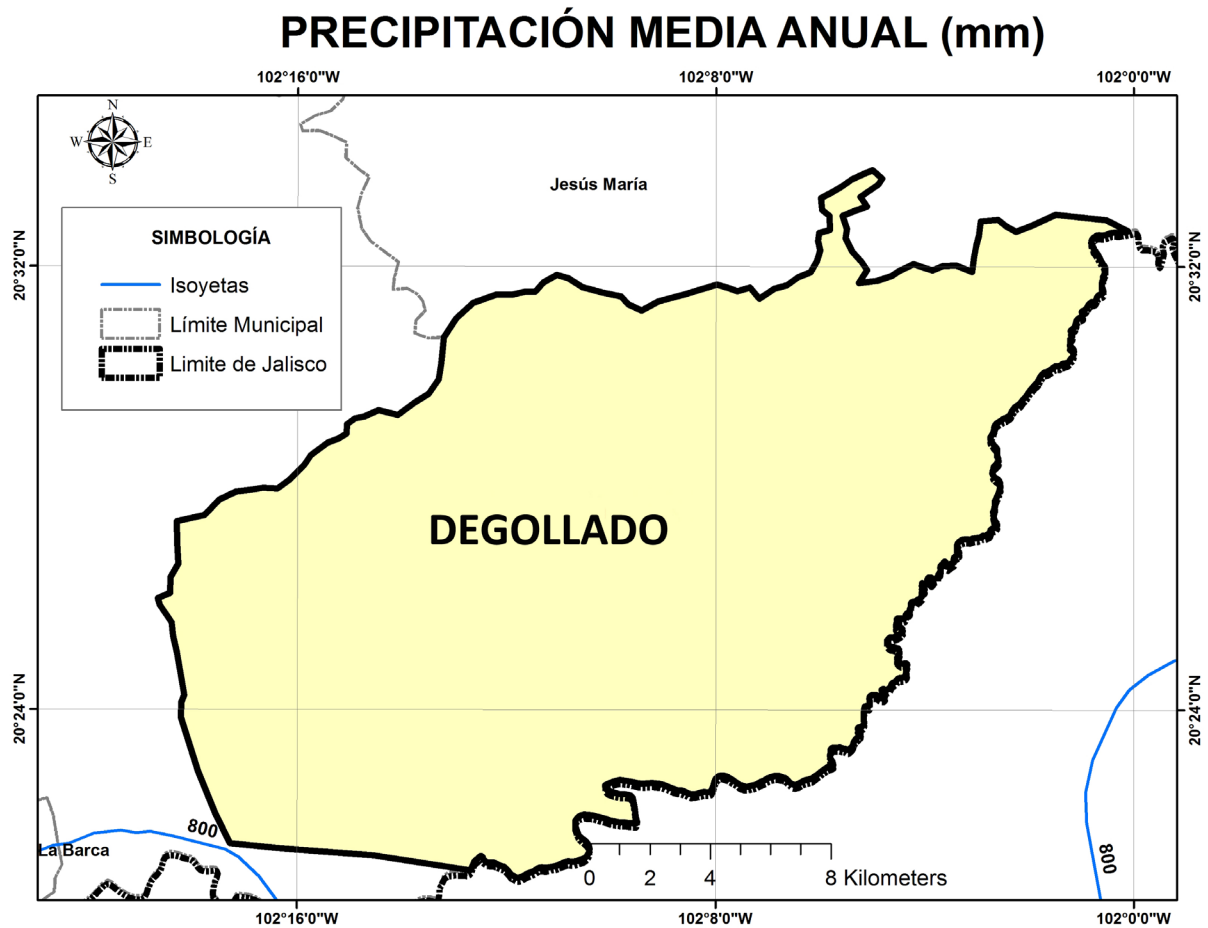 PRECIPITACIÓN MEDIA ANUAL (mm)
102°16'0"W
102°8'0"W
102°0'0"W
N
W
E
S
Jesús María
SIMBOLOGÍA
Isoyetas
Límite Municipal
Limite de Jalisco
20°32'0"N
20°32'0"N
DEGOLLADO
20°24'0"N
20°24'0"N
800
La Barca
800
0 2 4 8 Kilometers
102°16'0"W
102°8'0"W
102°0'0"W